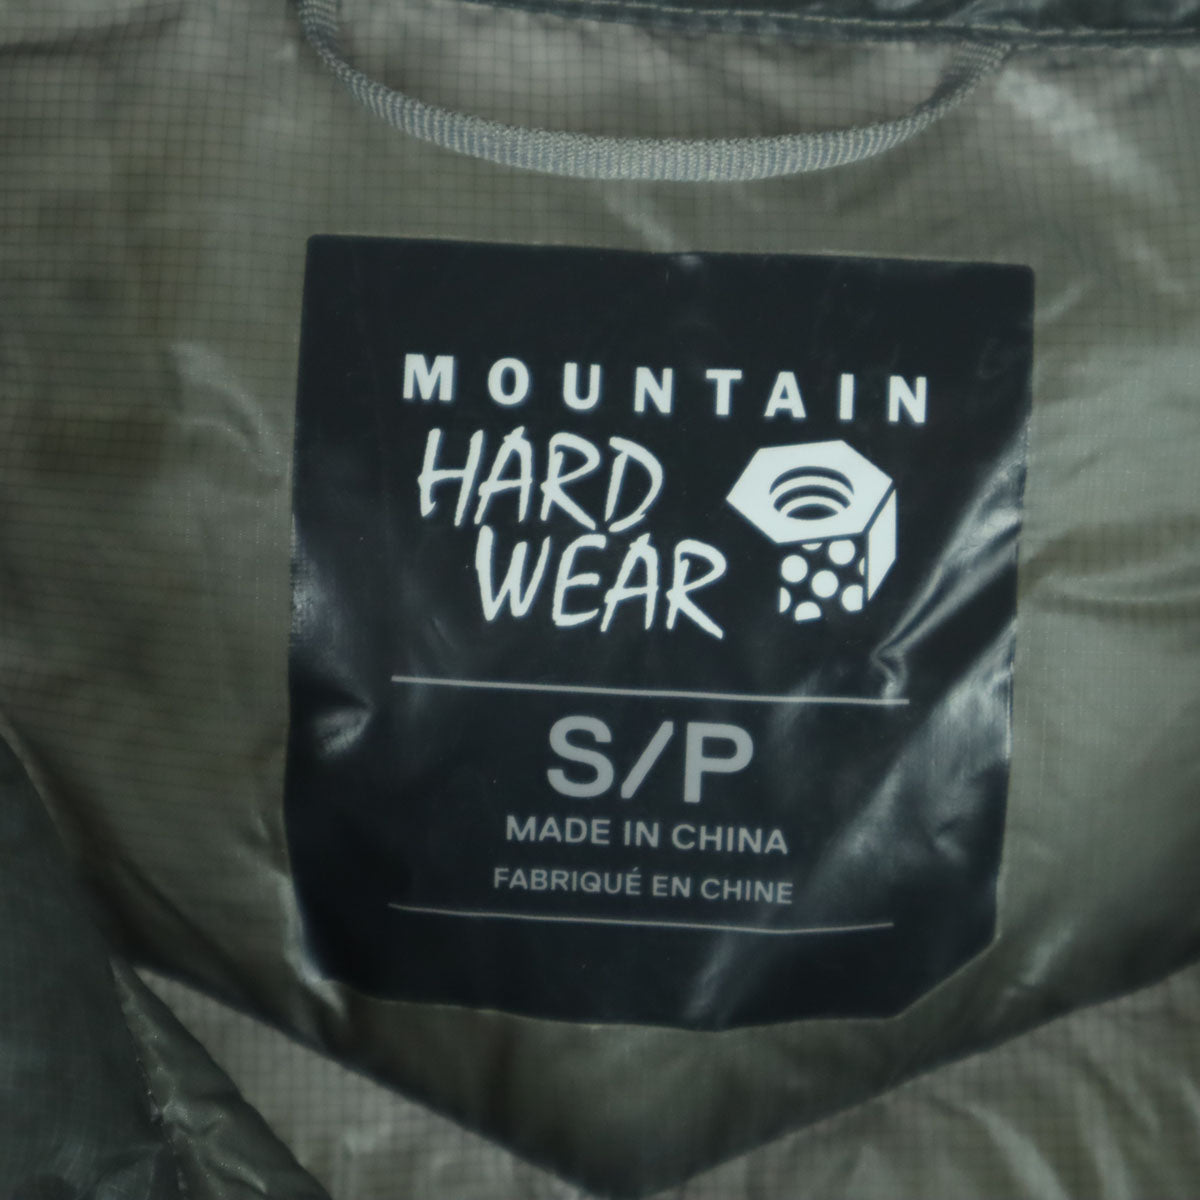 MOUNTAIN
HARD
WEAR
S/P
MADE IN CHINA
FABRIQUÉ EN CHINE